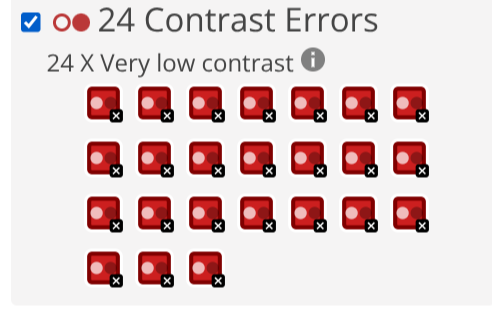 24 Contrast Errors
24 X Very low contrast